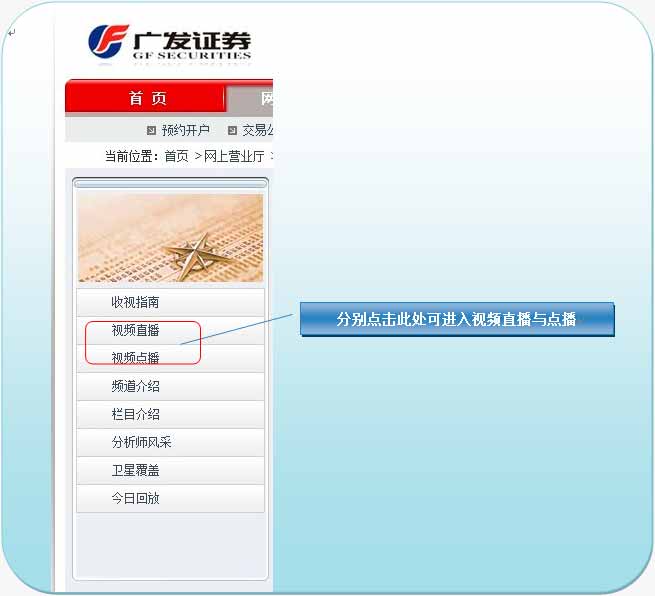 广发证券
GF SECURITIES
首 页
预约开户 交易
当前位置：首页 >网上营业厅 >
收视指南
视频直播
分别点击此处可进入视频直播与点播
视频点播
频道介绍
栏目介绍
分析师风采
卫星覆盖
今日回放